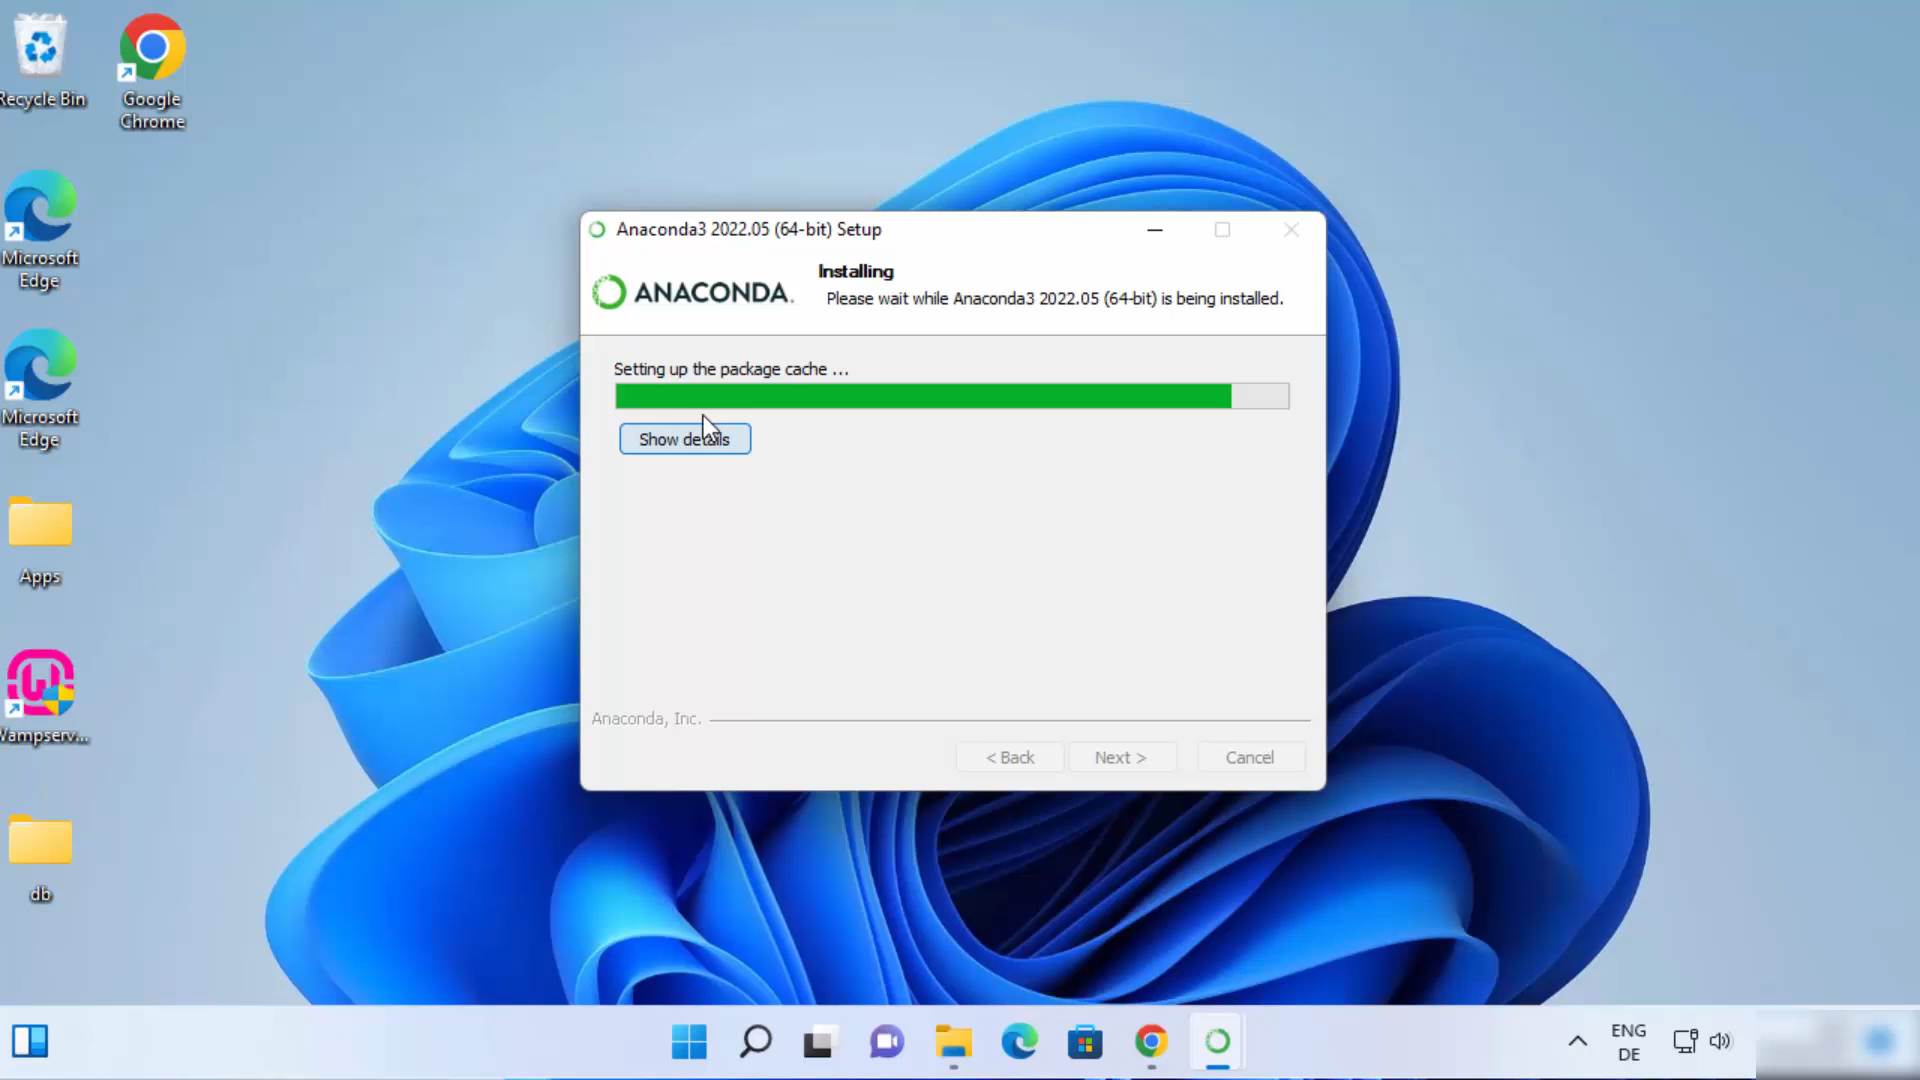 Recycle Bin
Google
Chrome
Microsoft
Edge
Microsoft
Edge
Apps
Wampserv...
db
Anaconda3 2022.05 (64-bit) Setup
ANACONDA.
Installing
Please wait while Anaconda3 2022.05 (64-bit) is being installed.
Setting up the package cache ...
Show details
Anaconda, Inc.
< Back
Next >
Cancel
ENG
DE